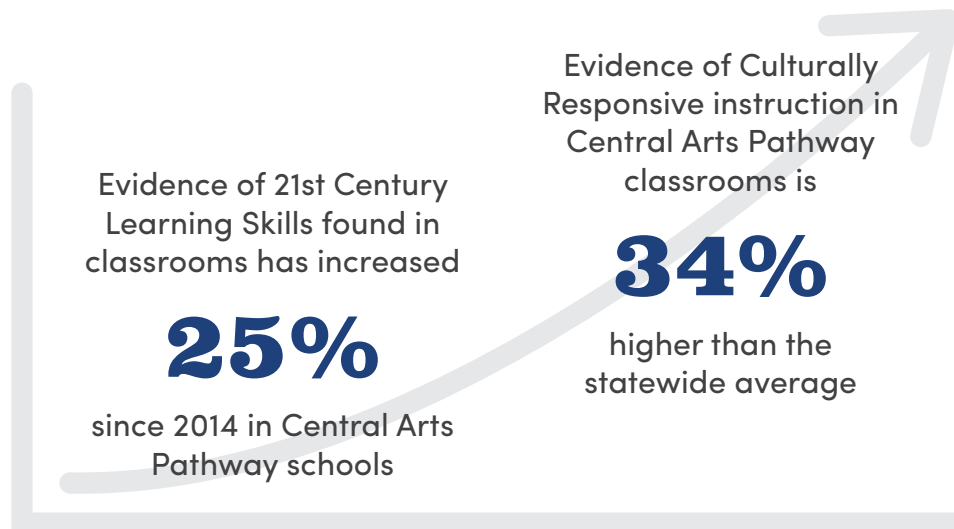 Evidence of 21st Century
Learning Skills found in
classrooms has increased
25%
since 2014 in Central Arts
Pathway schools
Evidence of Culturally
Responsive instruction in
Central Arts Pathway
classrooms is
34%
higher than the
statewide average